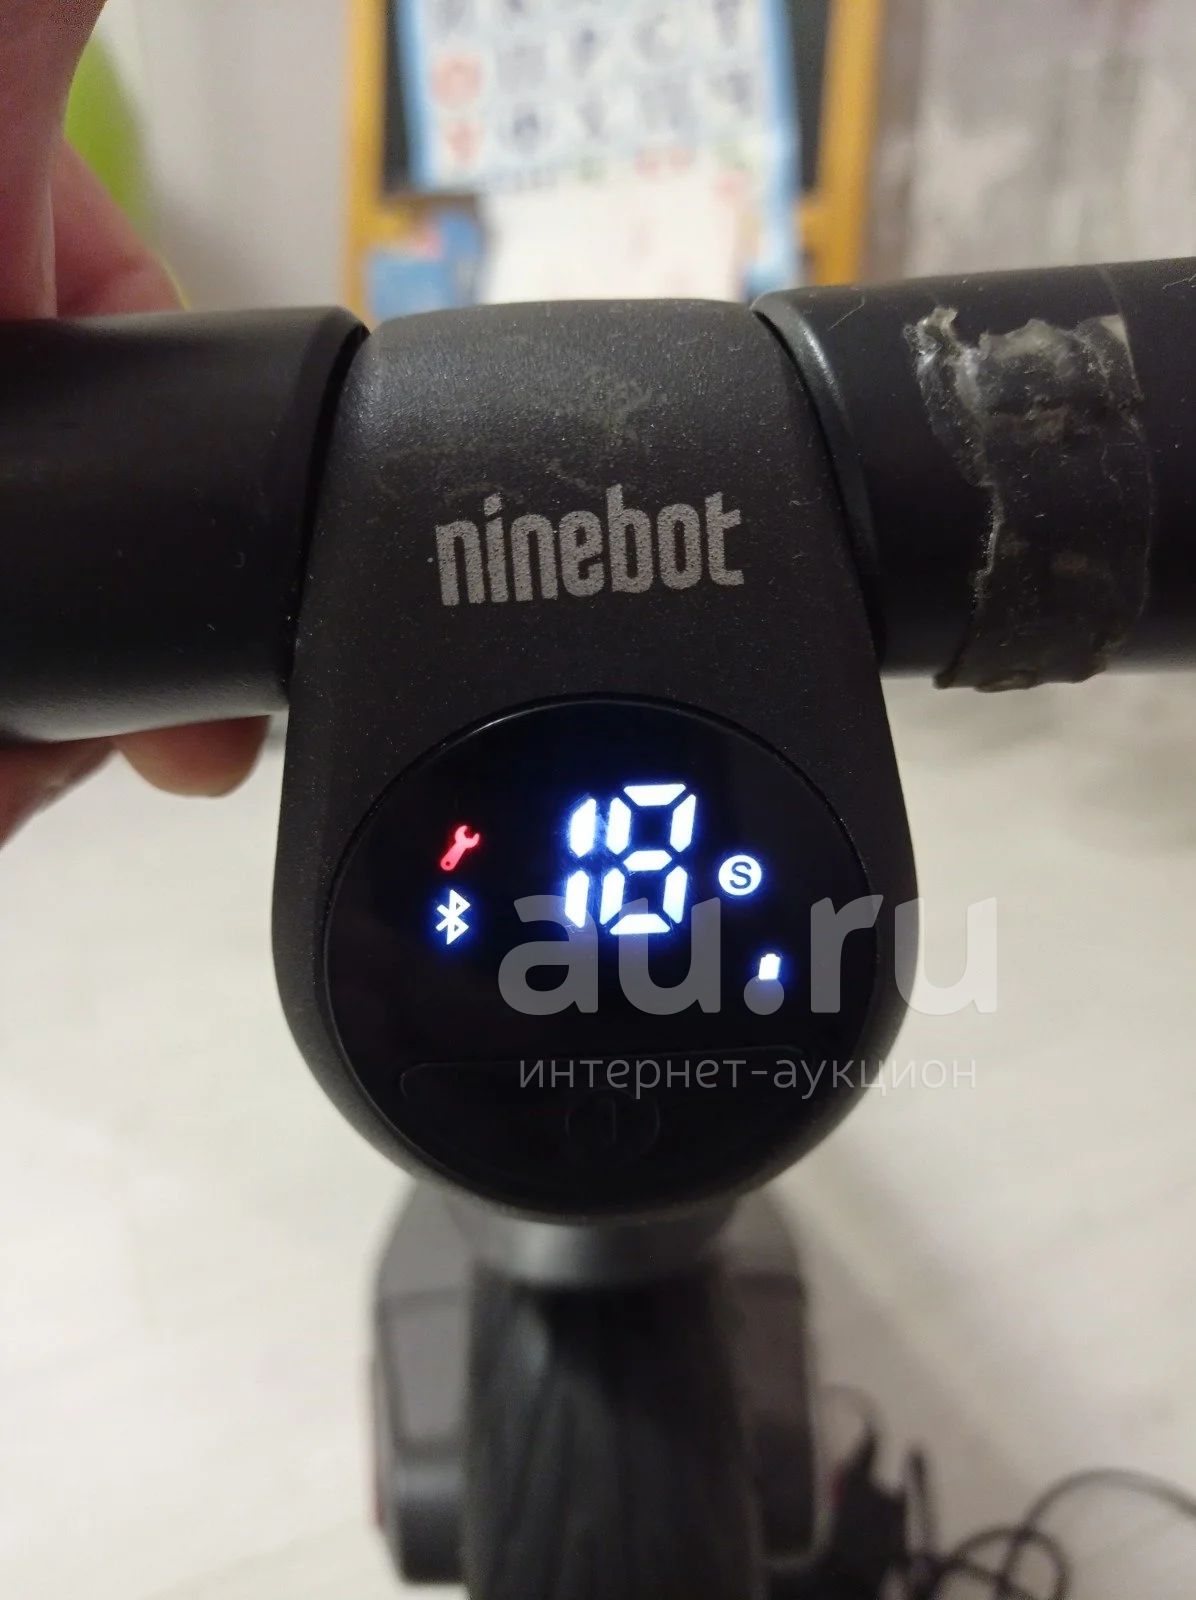 ninebot
18
S
au.ru
интернет-аукцион